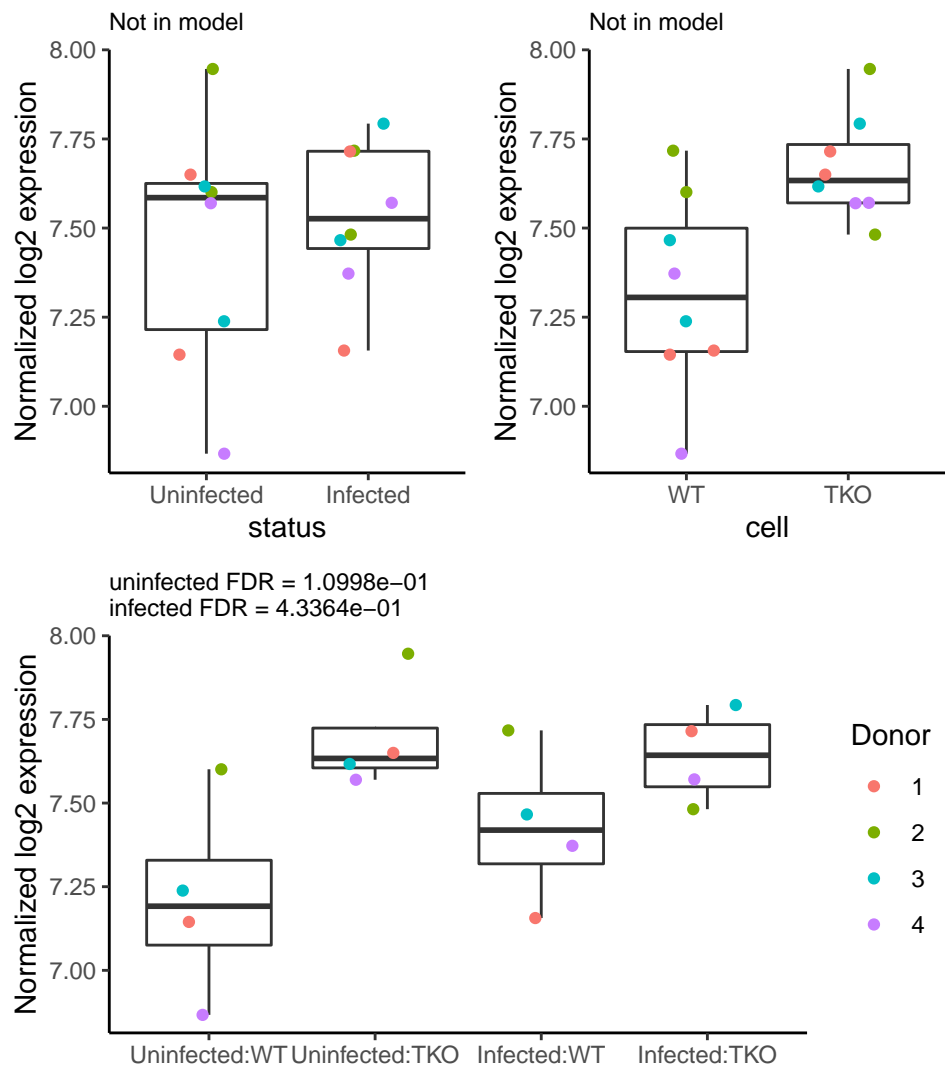 Not in model
Normalized log2 expression
8.00
7.75
7.50
7.25
7.00
Uninfected
Infected
status
Not in model
Normalized log2 expression
8.00
7.75
7.50
7.25
7.00
WT
TKO
cell
uninfected FDR = 1.0998e−01
infected FDR = 4.3364e−01
Normalized log2 expression
8.00
7.75
7.50
7.25
7.00
Uninfected:WT
Uninfected:TKO
Infected:WT
Infected:TKO
Donor
1
2
3
4